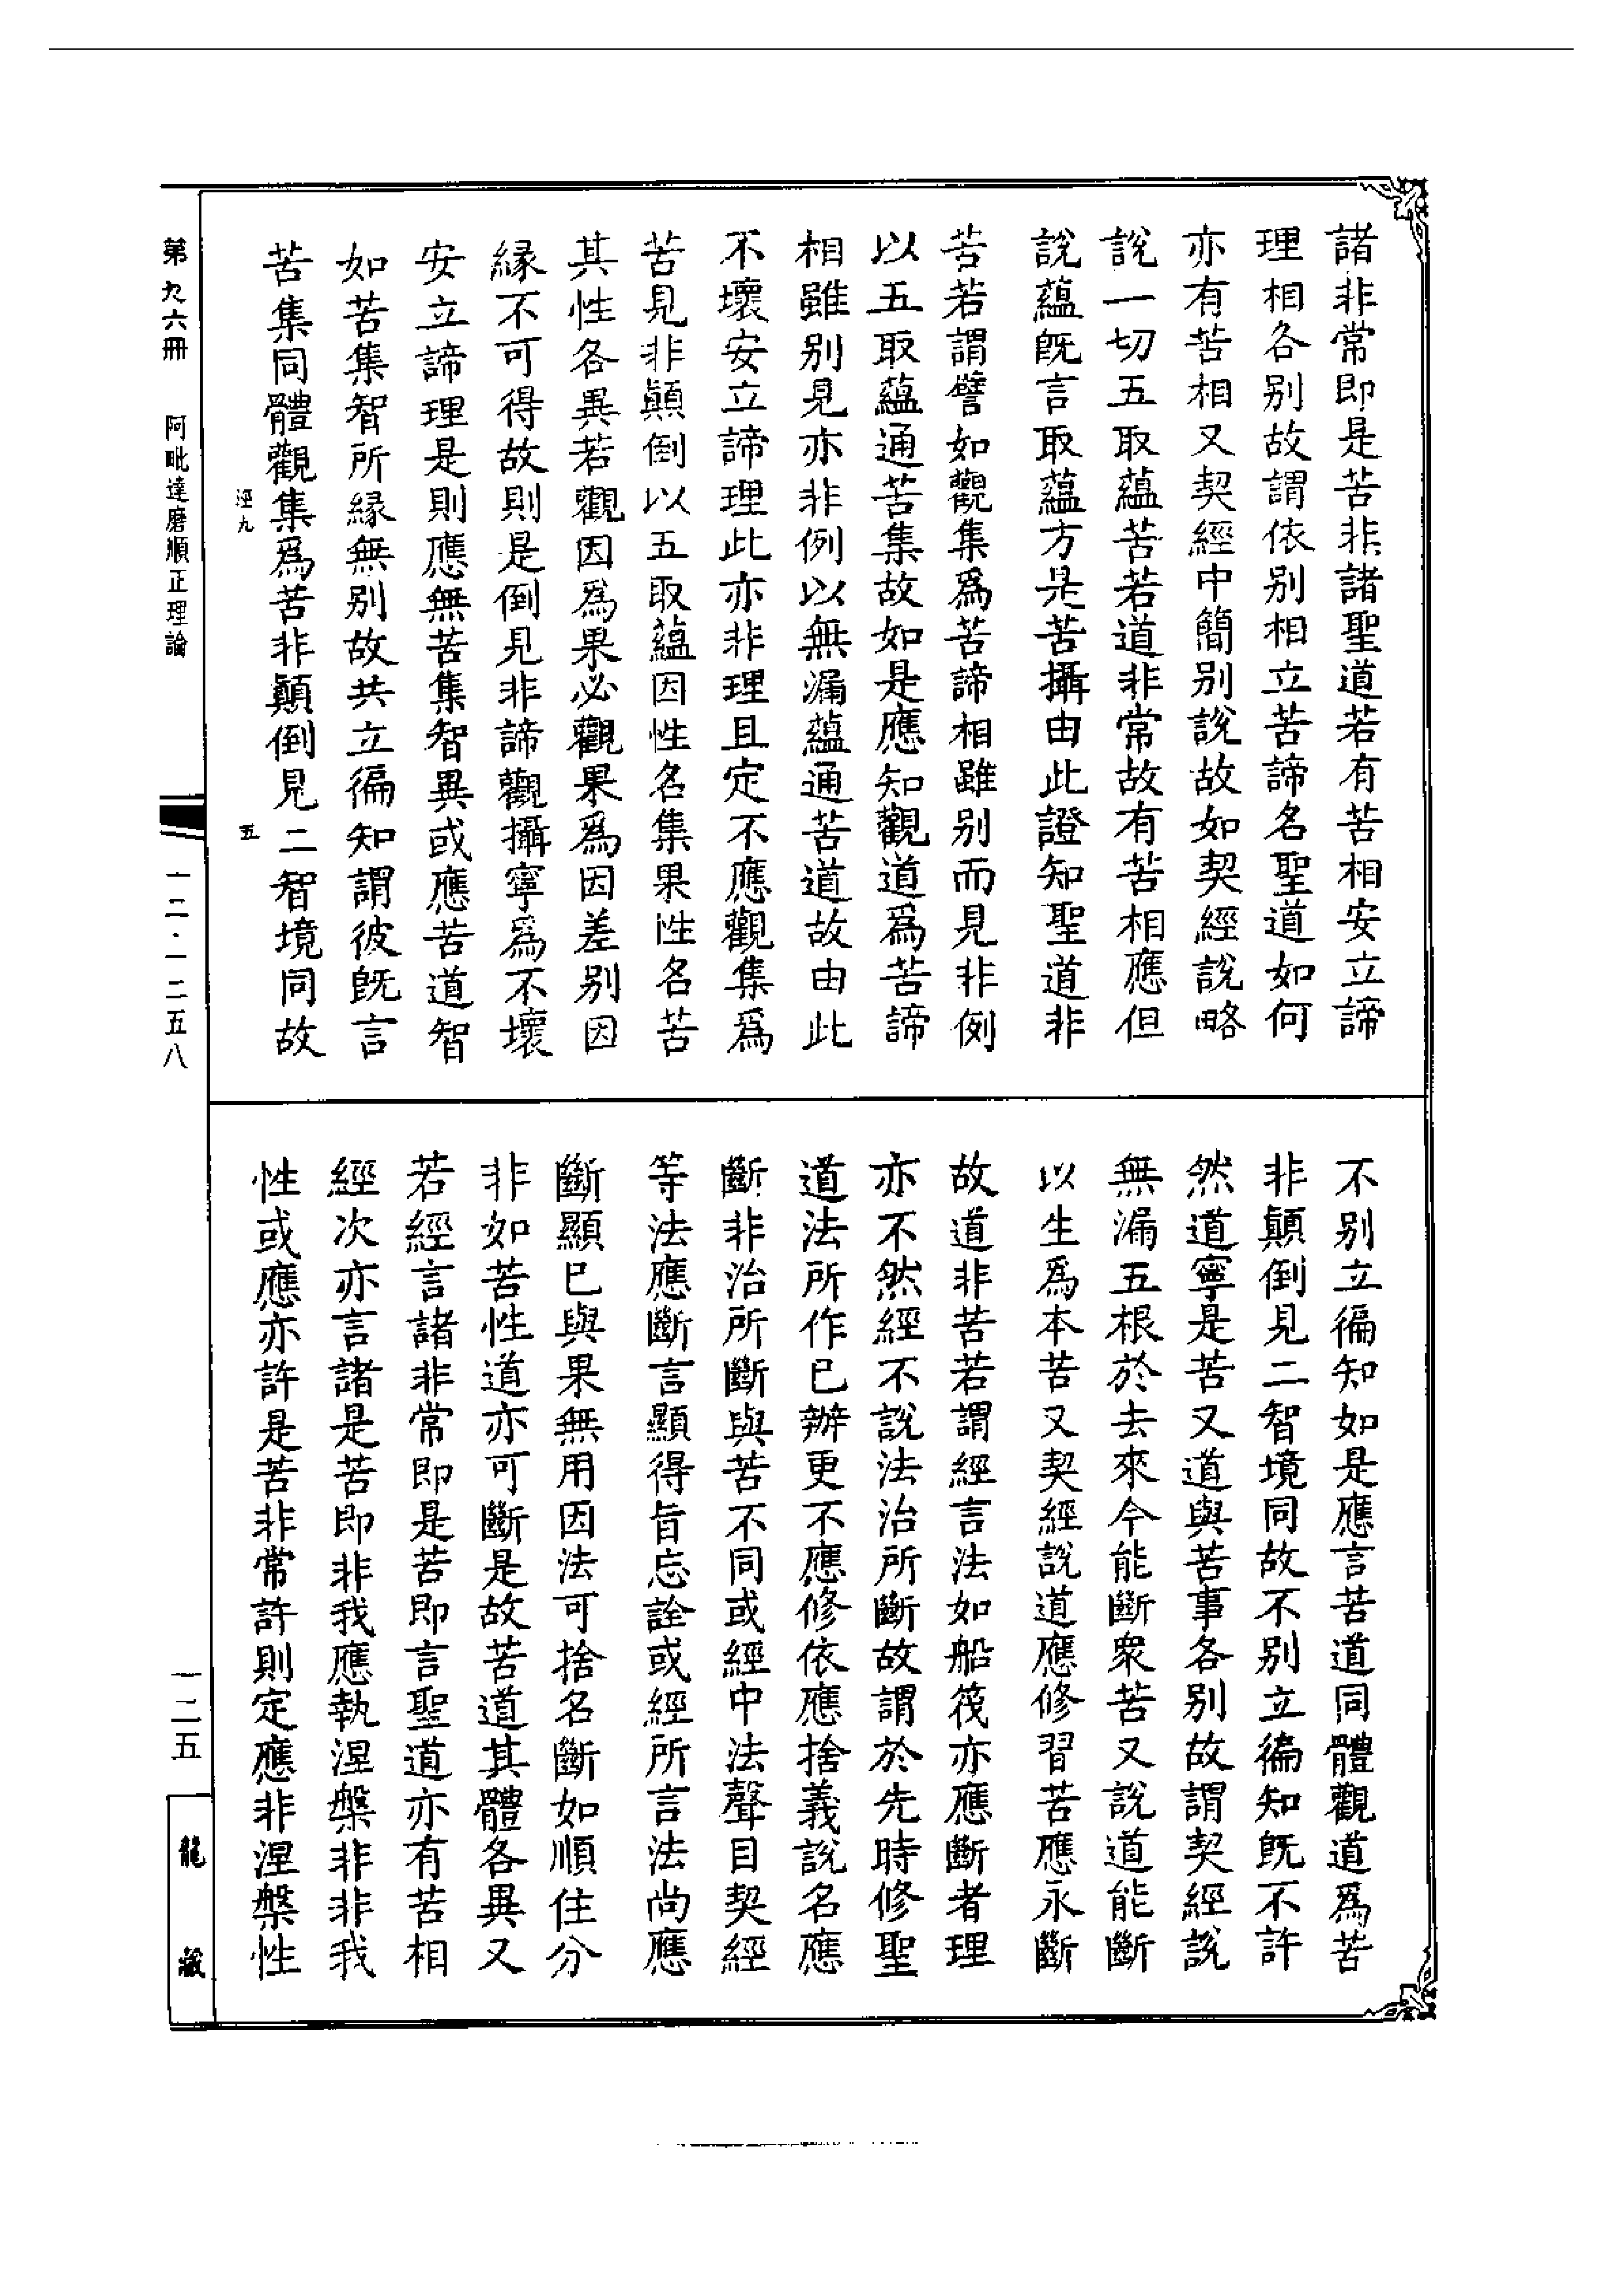 諸非常即是苦非諸聖道若有苦相安立諦
理相各别故謂依别相立苦諦名聖道如何
亦有苦相又契經中簡别說故如契經說略
說一切五取蘊苦若道非常故有苦相應但
說蘊旣言取蘊方是苦攝由此證知聖道非
苦若謂譬如觀集爲苦諦相雖别而見非例
以五取蘊通苦集故如是應知觀道爲苦諦
相雖别見亦非例以無漏蘊通苦道故由此
不壞安立諦理此亦非理且定不應觀集爲
苦見非顛倒以五取蘊因性名集果性名苦
其性各異若觀因爲果必觀果爲因差别因
緣不可得故則是倒見非諦觀攝寧爲不壞
安立諦理是則應無苦集智異或應苦道智
如苦集智所緣無别故共立徧知謂彼旣言
苦集同體觀集爲苦非顛倒見二智境同故
不别立徧知如是應言苦道同體觀道爲苦
非顛倒見二智境同故不别立徧知旣不許
然道寧是苦又道與苦事各别故謂契經說
無漏五根於去來今能斷衆苦又說道能斷
以生爲本苦又契經說道應修習苦應永斷
故道非苦若謂經言法如船筏亦應斷者理
亦不然經不說法治所斷故謂於先時修聖
道法所作已辦更不應修依應捨義說名應
斷非治所斷與苦不同或經中法聲目契經
等法應斷言顯得旨忘詮或經所言法尚應
斷顯已與果無用因法可捨名斷如順住分
非如苦性道亦可斷是故苦道其體各異又
若經言諸非常即是苦即言聖道亦有苦相
經次亦言諸是苦即非我應執涅槃非非我
性或應亦許是苦非常許則定應非涅槃性
第九六冊　阿毗達磨順正理論
涇九
五
一二·一二五八
一二五
龍藏